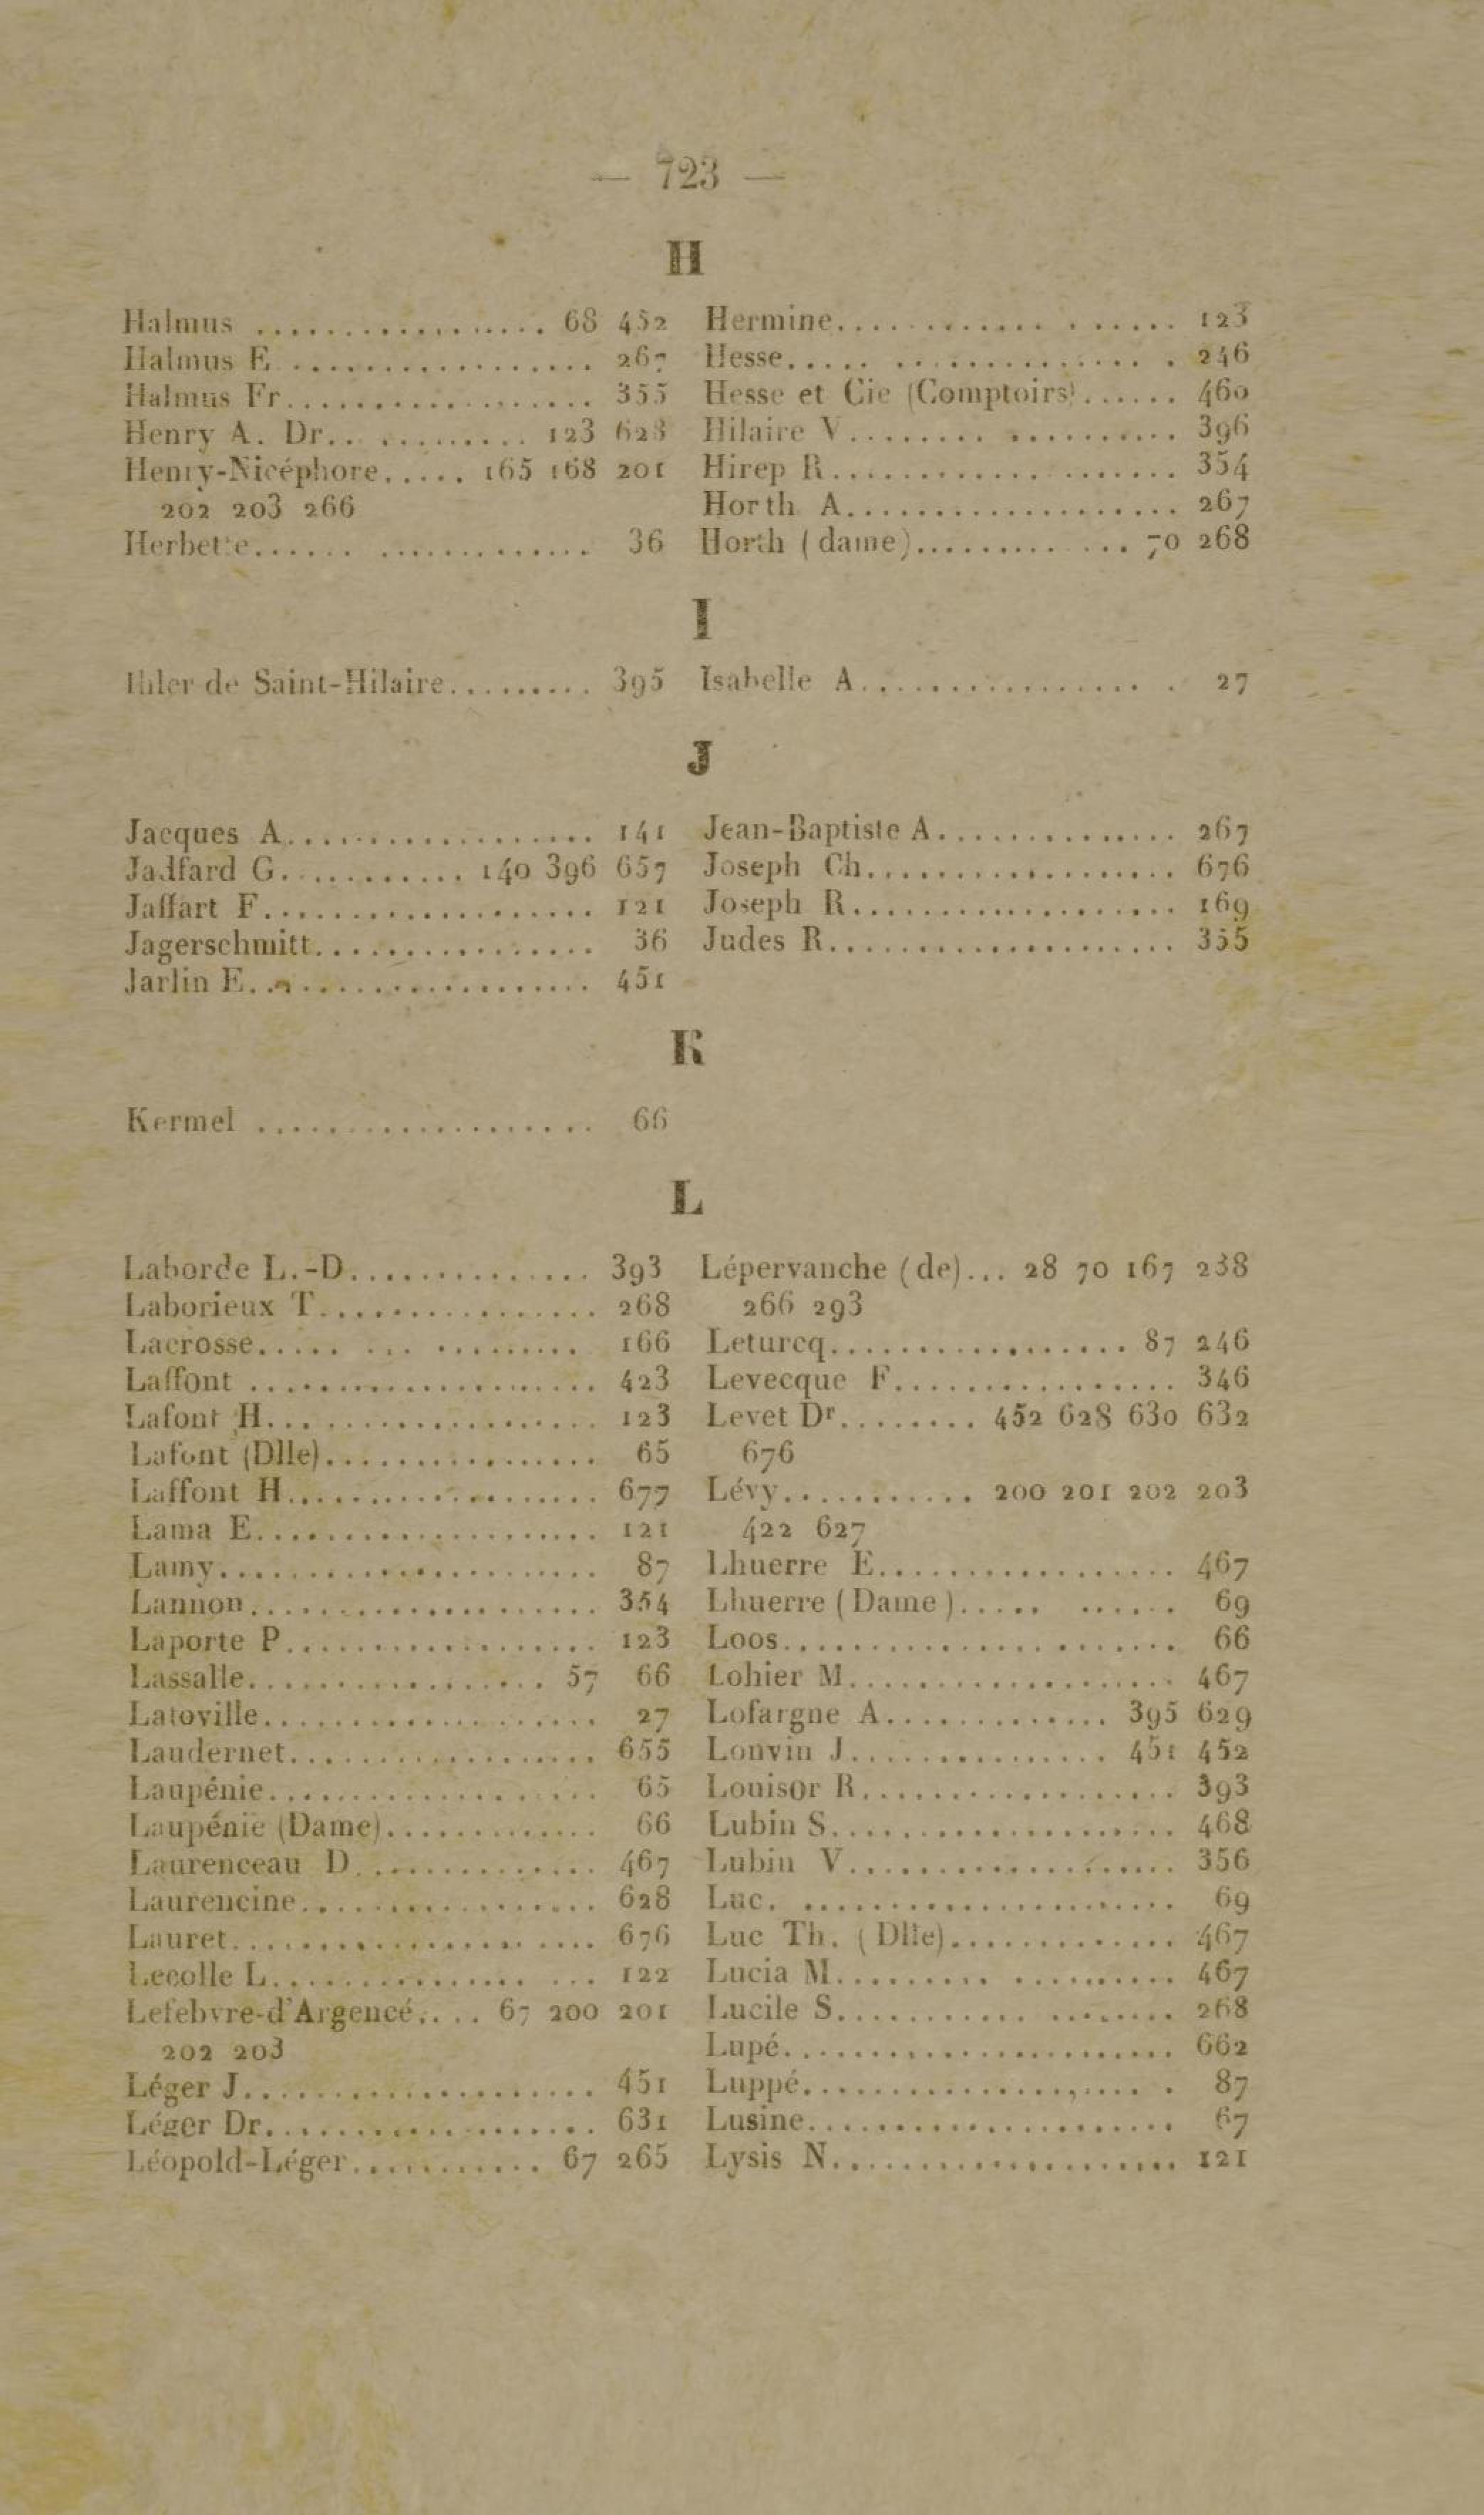 — 723 —
H
Halmus .................. 68 452
Halmus E .................. 267
Halmus Fr.................. 355
Henry A. Dr............ 123 628
Henry-Nicéphore..... 165 168 201
202 203 266
Herbette.................. 36
Hermine.................. 123
Hesse.................. 246
Hesse et Cie (Comptoirs)...... 460
Hilaire V.................. 396
Hirep R.................. 354
Horth A.................. 267
Horth (dame)............. 70 268
I
Ihler de Saint-Hilaire......... 395
Isabelle A.................. 27
J
Jacques A.................. 141
Jadfard G........... 140 396 657
Jaffart F.................. 121
Jagerschmitt................ 36
Jarlin E.................. 451
Jean-Baptiste A.............. 267
Joseph Ch.................. 676
Joseph R.................. 169
Judes R.................. 355
K
Kermel .................. 66
L
Laborde L.-D.............. 393
Laborieux T................ 268
Lacrosse.................. 166
Laffont .................. 423
Lafont H.................. 123
Lafont (Dlle)................ 65
Laffont H.................. 677
Lama E.................. 121
Lamy.................. 87
Lannon.................. 354
Laporte P.................. 123
Lassalle.................. 57 66
Latoville.................. 27
Laudernet.................. 655
Laupénie.................. 65
Laupénie (Dame)............. 66
Laurenceau D.............. 467
Laurencine................. 628
Lauret.................. 676
Lecolle L.................. 122
Lefebvre-d'Argencé.... 67 200 201
202 203
Léger J.................. 451
Léger Dr.................. 631
Léopold-Léger........... 67 265
Lépervanche (de)... 28 70 167 238
266 293
Leturcq.................. 87 246
Levecque F................ 346
Levet Dr........ 452 628 630 632
676
Lévy........... 200 201 202 203
422 627
Lhuerre E................. 467
Lhuerre (Dame)........... 69
Loos.................. 66
Lohier M.................. 467
Lofargne A............. 395 629
Lonvin J............... 451 452
Louisor R.................. 393
Lubin S.................. 468
Lubin V.................. 356
Luc. .................. 69
Luc Th. (Dlle)............. 467
Lucia M.................. 467
Lucile S.................. 268
Lupé.................. 662
Luppé.................. 87
Lusine.................. 67
Lysis N.................. 121